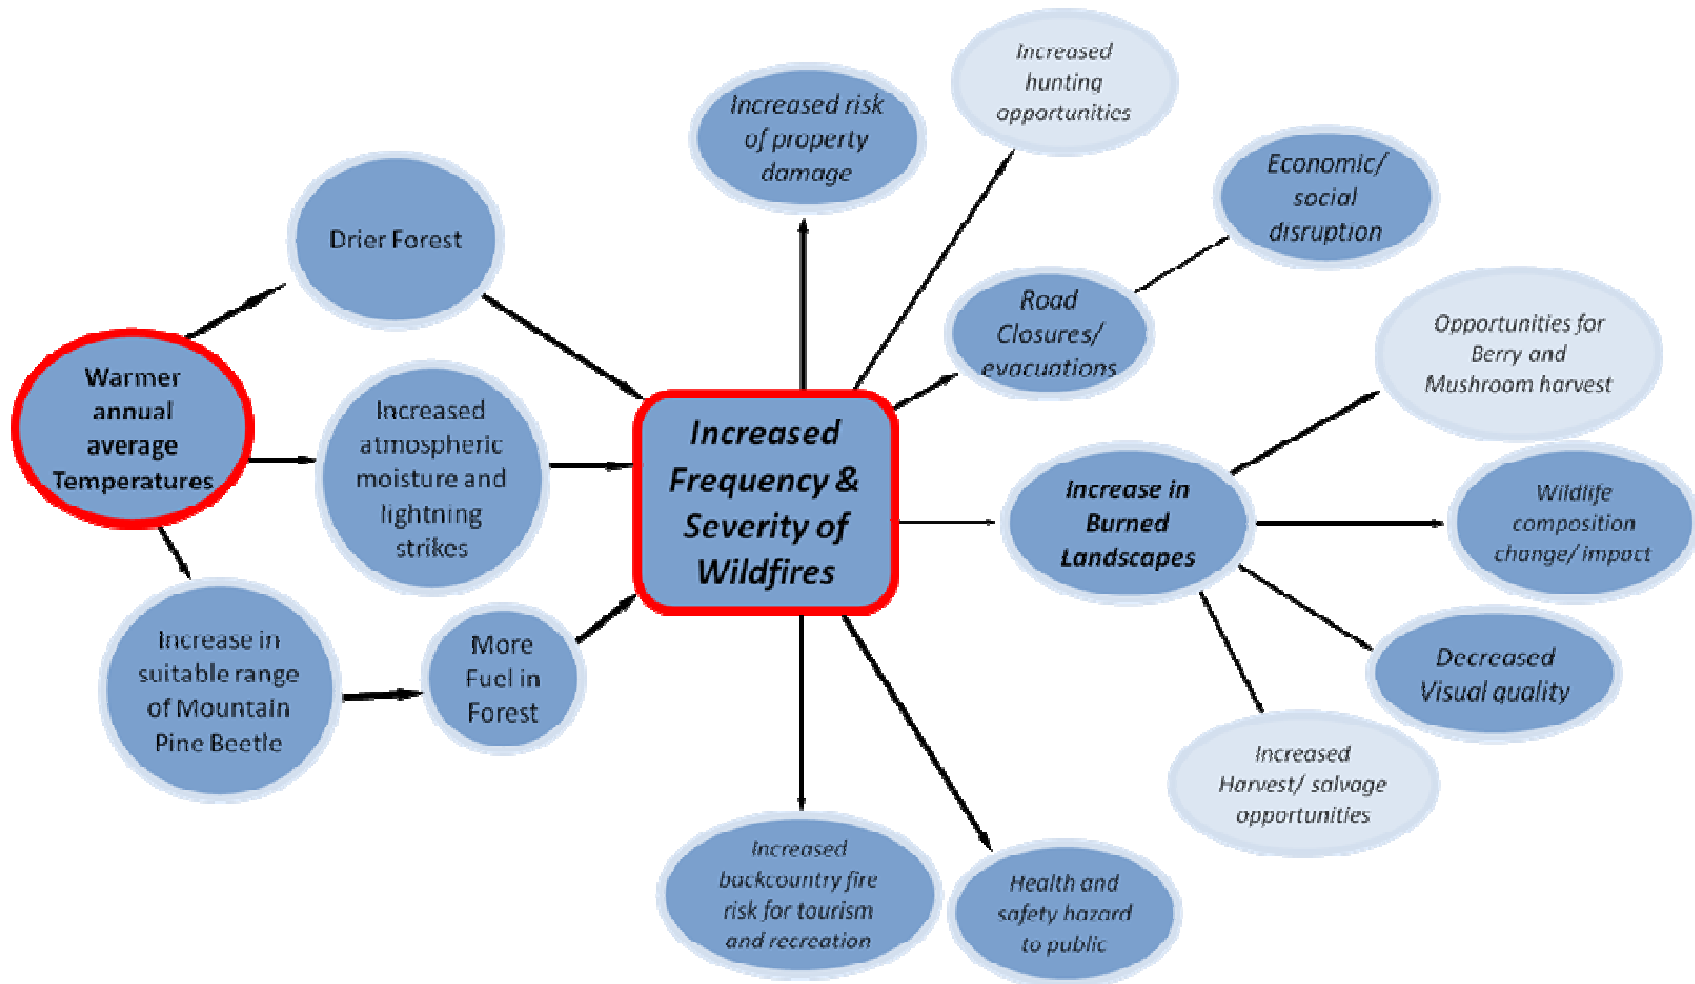 Increased
hunting
opportunities
Increased risk
of property
damage
Economic/
social
disruption
Drier Forest
Road
Closures/
evacuations
Opportunities for
Berry and
Mushroom harvest
Warmer
annual
average
Temperatures
Increased
atmospheric
moisture and
lightning
strikes
Increased
Frequency &
Severity of
Wildfires
Increase in
Burned
Landscapes
Wildlife
composition
change/ impact
Increase in
suitable range
of Mountain
Pine Beetle
More
Fuel in
Forest
Decreased
Visual quality
Increased
Harvest/ salvage
opportunities
Increased
backcountry fire
risk for tourism
and recreation
Health and
safety hazard
to public